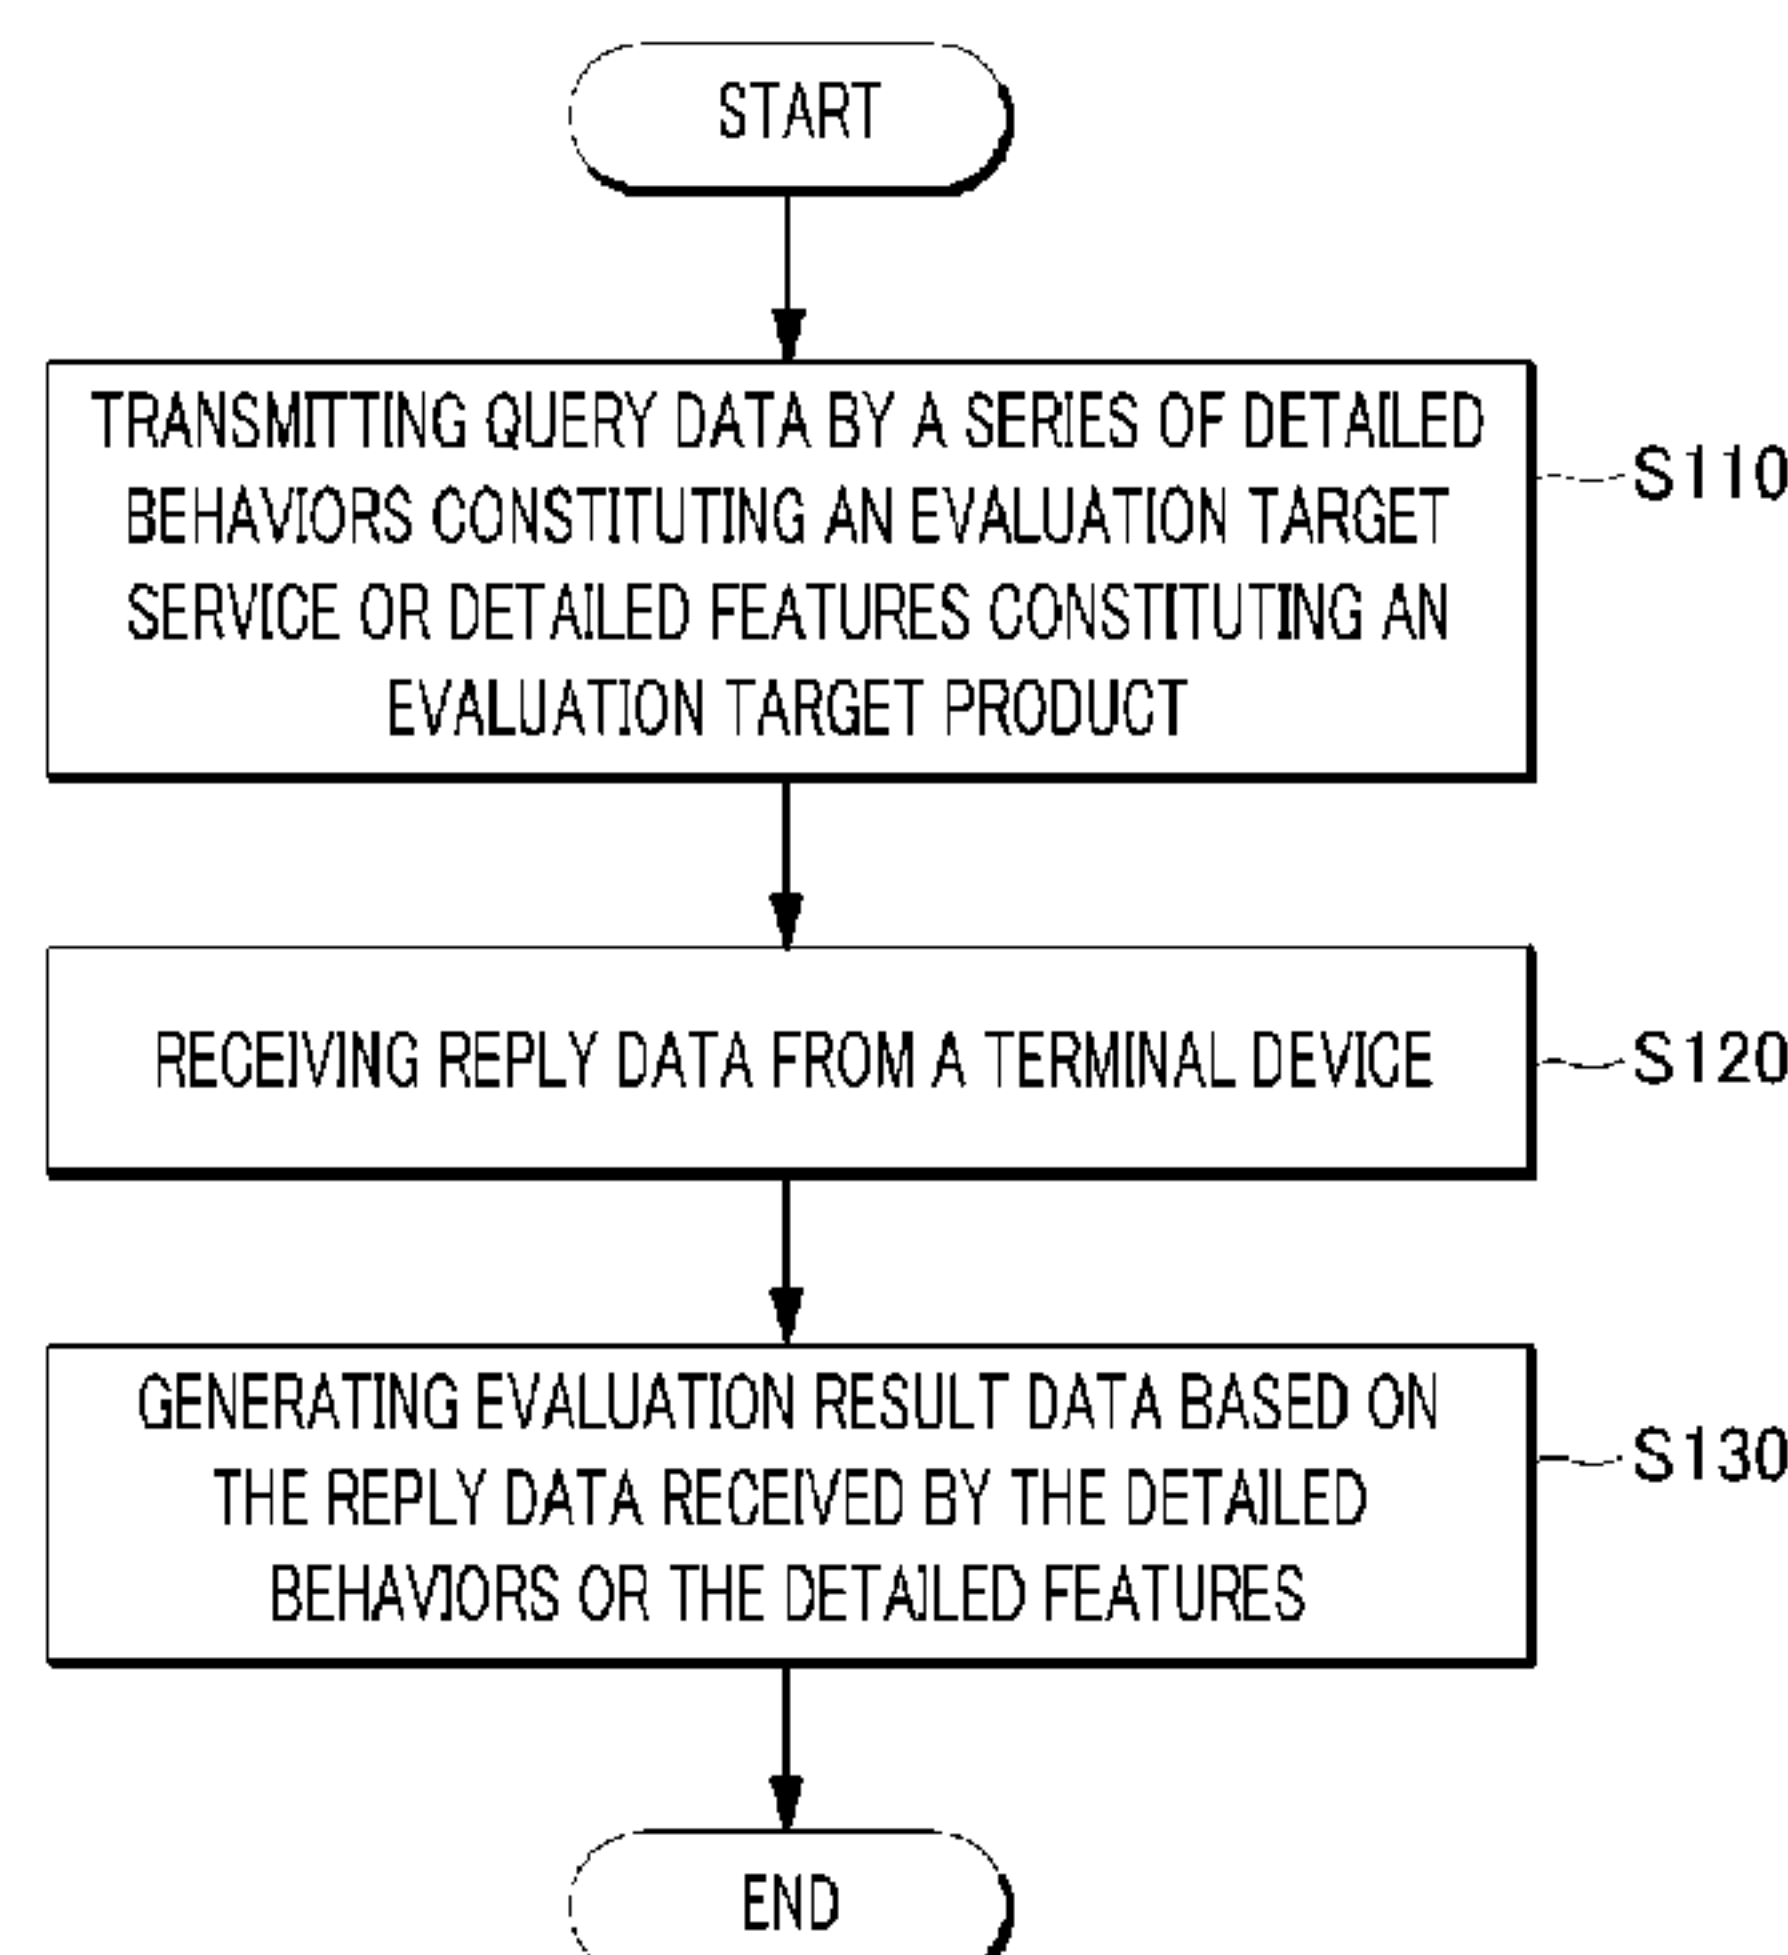 START
TRANSMITTING QUERY DATA BY A SERIES OF DETAILED
BEHAVIORS CONSTITUTING AN EVALUATION TARGET
SERVICE OR DETAILED FEATURES CONSTITUTING AN
EVALUATION TARGET PRODUCT
S110
RECEIVING REPLY DATA FROM A TERMINAL DEVICE
S120
GENERATING EVALUATION RESULT DATA BASED ON
THE REPLY DATA RECEIVED BY THE DETAILED
BEHAVIORS OR THE DETAILED FEATURES
S130
END